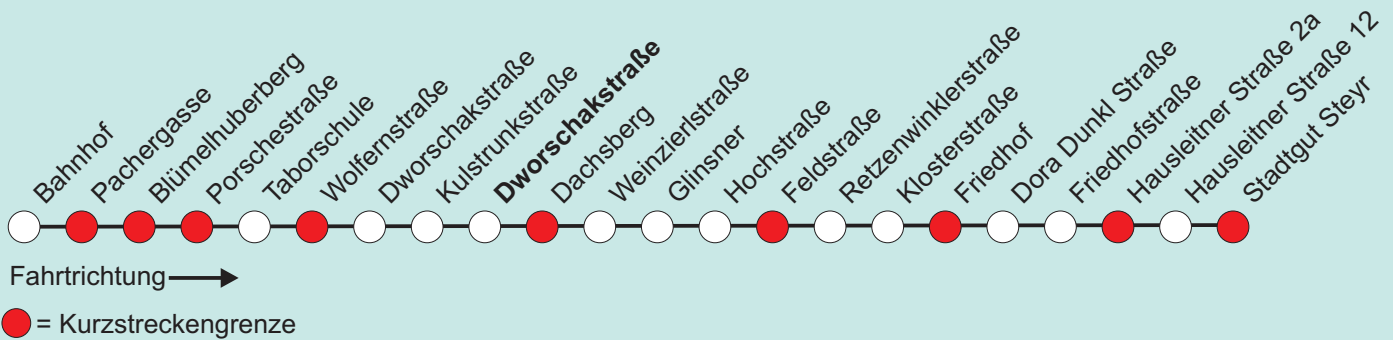 Bahnhof
Pachergasse
Blümelhuberberg
Porschestraße
Taborschule
Wolfernstraße
Dworschakstraße
Kulstrunkstraße
Dworschakstraße
Dachsberg
Weinzierlstraße
Glinsner
Hochstraße
Feldstraße
Retzenwinklerstraße
Klosterstraße
Friedhof
Dora Dunkl Straße
Friedhofstraße
Hausleitner Straße 2a
Hausleitner Straße 12
Stadtgut Steyr
Fahrtrichtung
= Kurzstreckengrenze